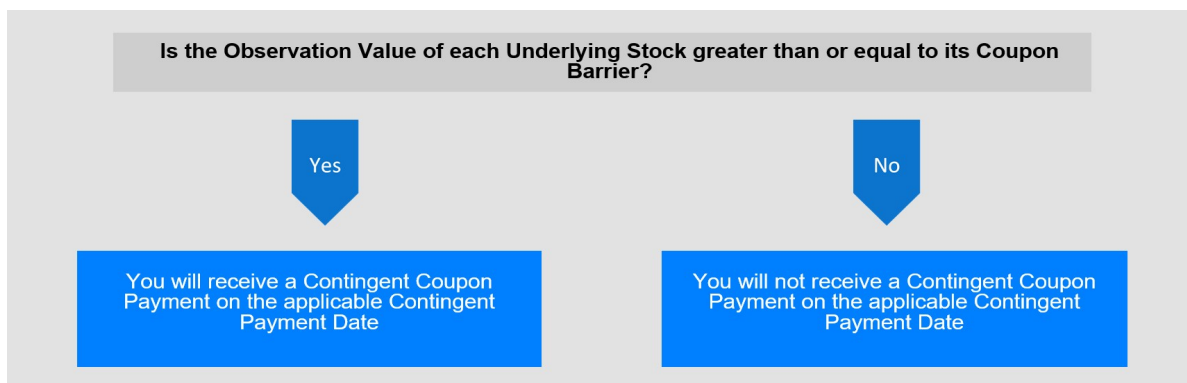 Is the Observation Value of each Underlying Stock greater than or equal to its Coupon
Barrier?
Yes
No
You will receive a Contingent Coupon
Payment on the applicable Contingent
Payment Date
You will not receive a Contingent Coupon
Payment on the applicable Contingent
Payment Date